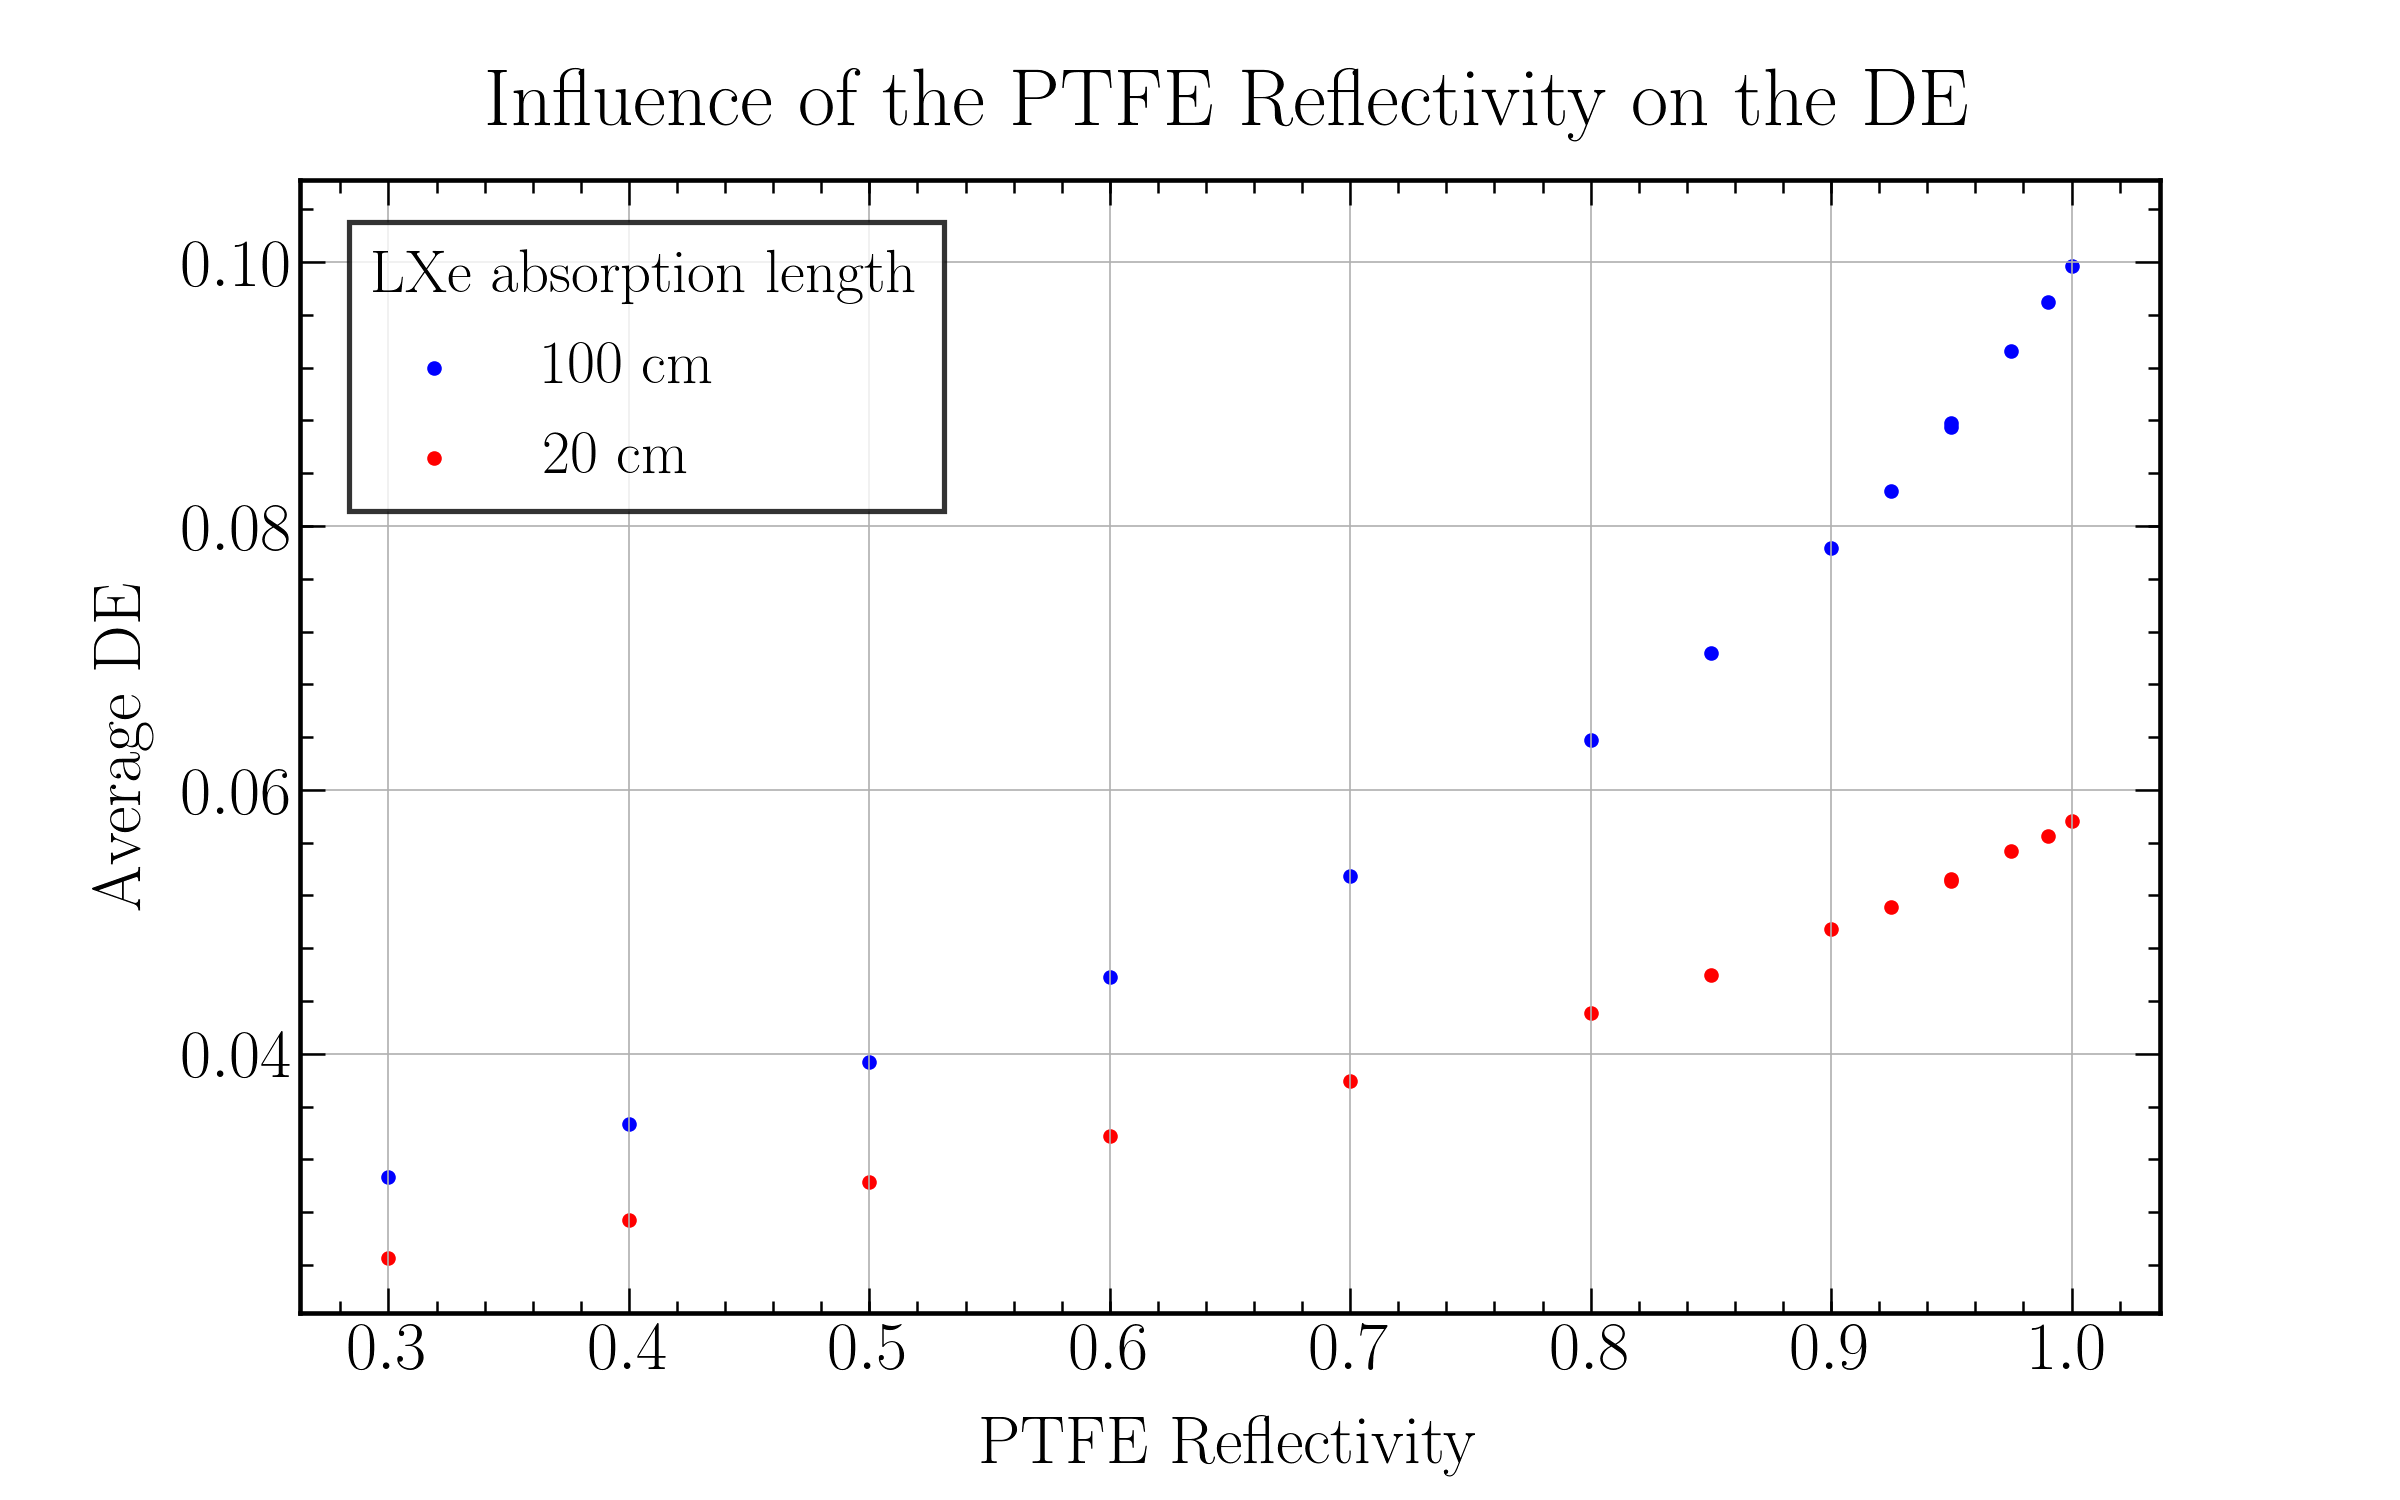 Influence of the PTFE Reflectivity on the DE
LXe absorption length
100 cm
20 cm
0.10
0.08
0.06
0.04
Average DE
0.3 0.4 0.5 0.6 0.7 0.8 0.9 1.0
PTFE Reflectivity